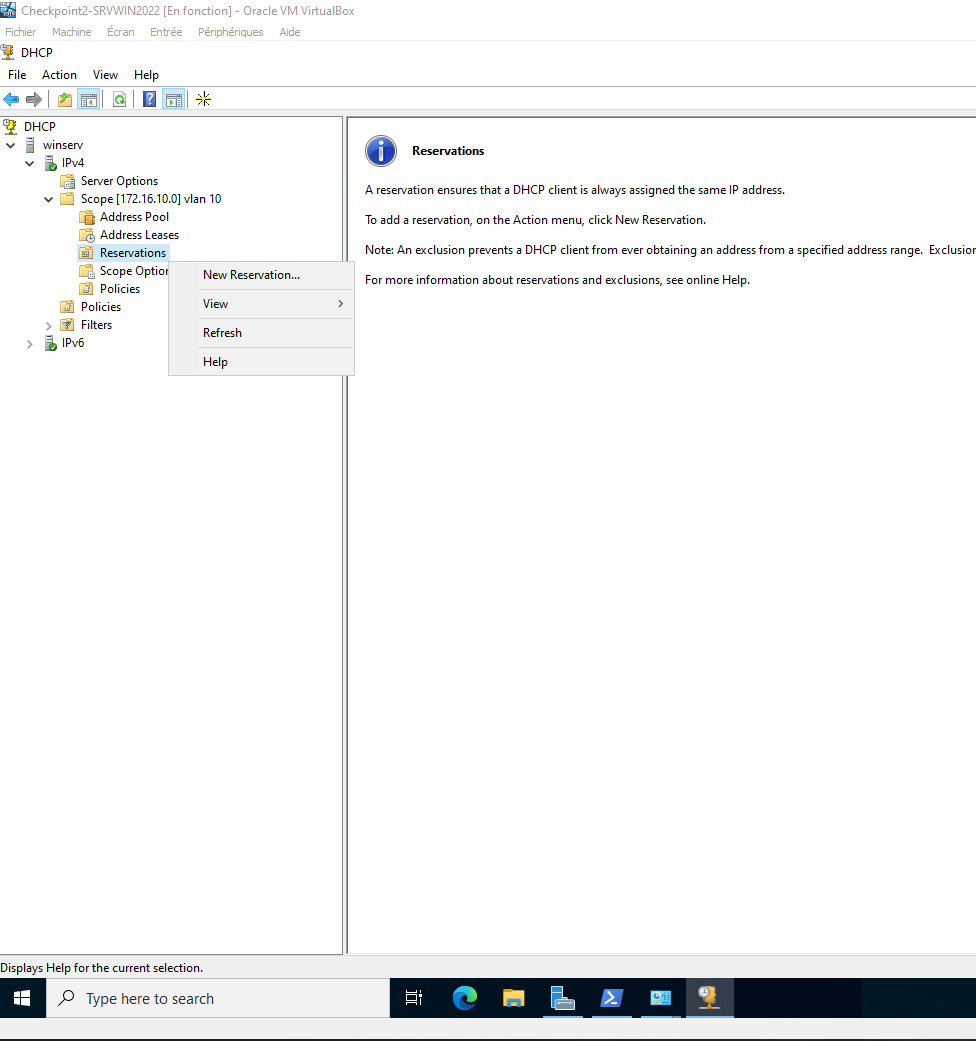 Checkpoint2-SRVWIN2022 [En fonction] - Oracle VM VirtualBox
Fichier Machine Écran Entrée Périphériques Aide
DHCP
File Action View Help
DHCP
winserv
IPv4
Server Options
Scope [172.16.10.0] vlan 10
Address Pool
Address Leases
Reservations
Scope Option
Policies
Policies
Filters
IPv6
New Reservation...
View
Refresh
Help
Reservations
A reservation ensures that a DHCP client is always assigned the same IP address.
To add a reservation, on the Action menu, click New Reservation.
Note: An exclusion prevents a DHCP client from ever obtaining an address from a specified address range. Exclusion
For more information about reservations and exclusions, see online Help.
Displays Help for the current selection.
Type here to search